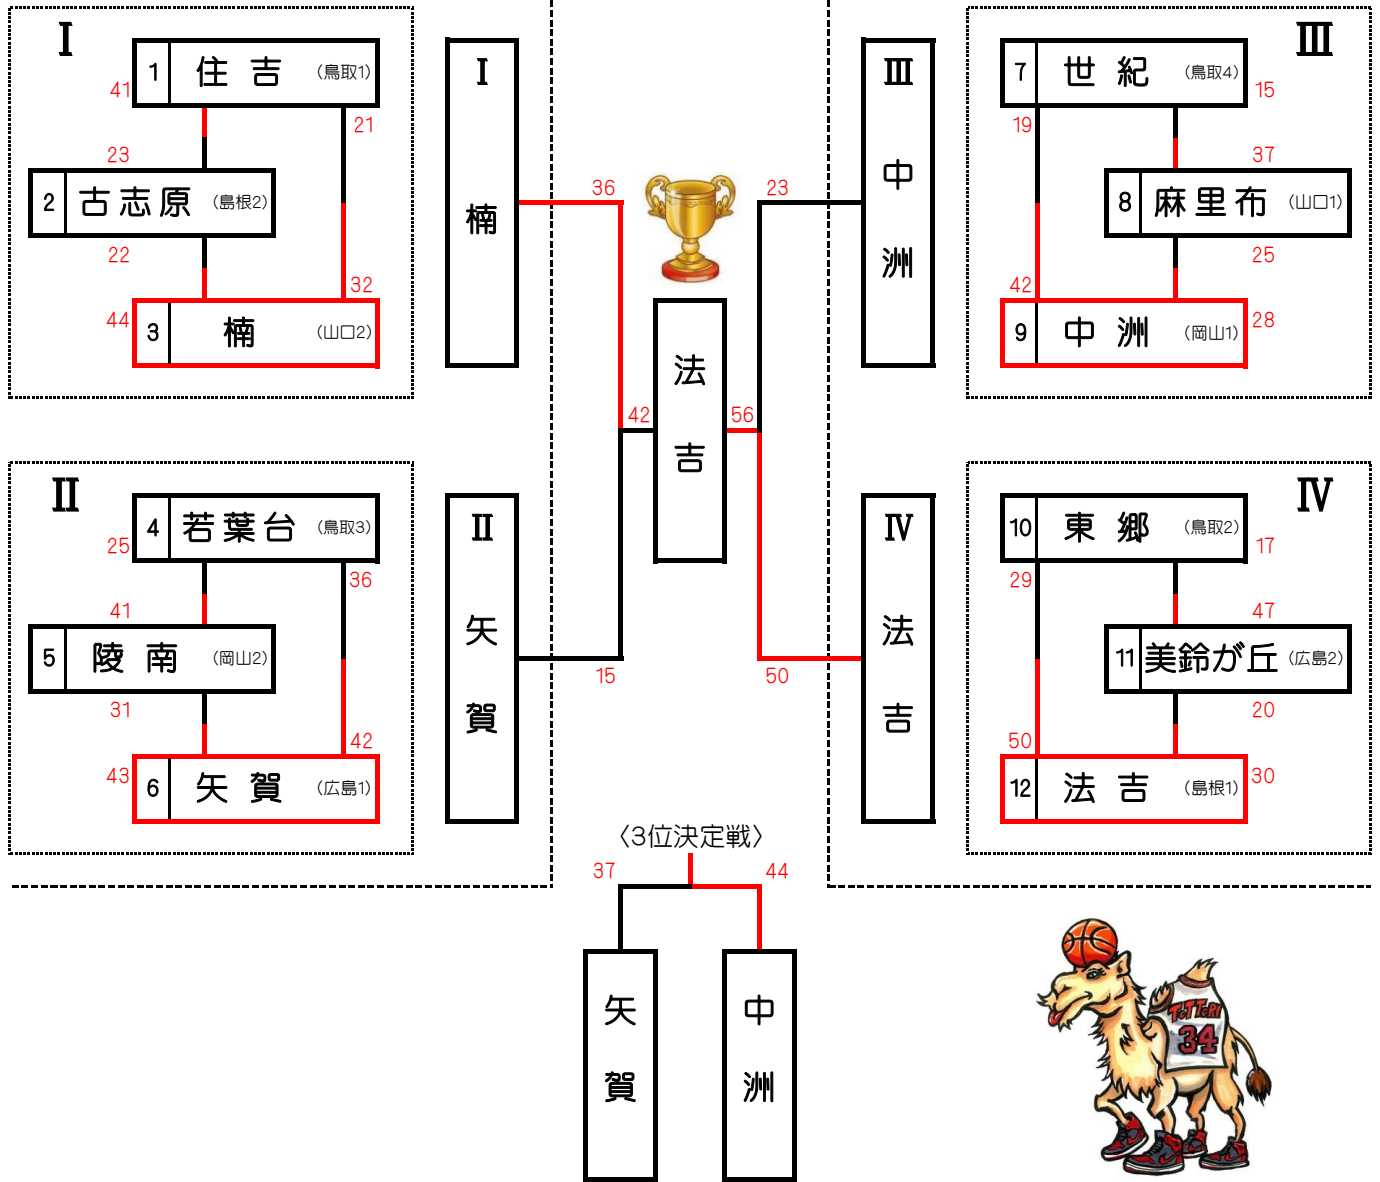 Ⅰ
1 住吉 (鳥取1)
41
21
23
2 古志原 (島根2)
22
32
44
3 楠 (山口2)
Ⅰ
楠
36
Ⅲ
中洲
23
Ⅲ
7 世紀 (鳥取4)
15
19
37
8 麻里布 (山口1)
25
42
9 中洲 (岡山1)
28
法吉
42
56
Ⅱ
4 若葉台 (鳥取3)
25
36
41
5 陵南 (岡山2)
31
42
43
6 矢賀 (広島1)
Ⅱ
矢賀
15
Ⅳ
法吉
50
Ⅳ
10 東郷 (鳥取2)
17
29
47
11 美鈴が丘 (広島2)
20
50
12 法吉 (島根1)
30
〈3位決定戦〉
37
44
矢賀
中洲
TOTTORI
34